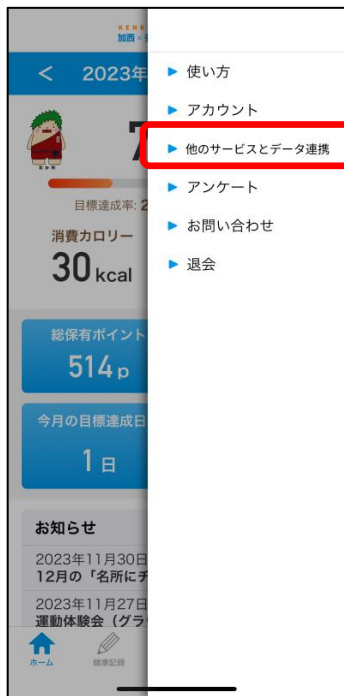 KEN
加西
< 2023年
7
目標達成率: 2
消費カロリー
30 kcal
総保有ポイント
514 p
今月の目標達成日
1 日
お知らせ
2023年11月30日
12月の「名所にチ
2023年11月27日
運動体験会（グラ
ホーム
健康記録
使い方
アカウント
他のサービスとデータ連携
アンケート
お問い合わせ
退会